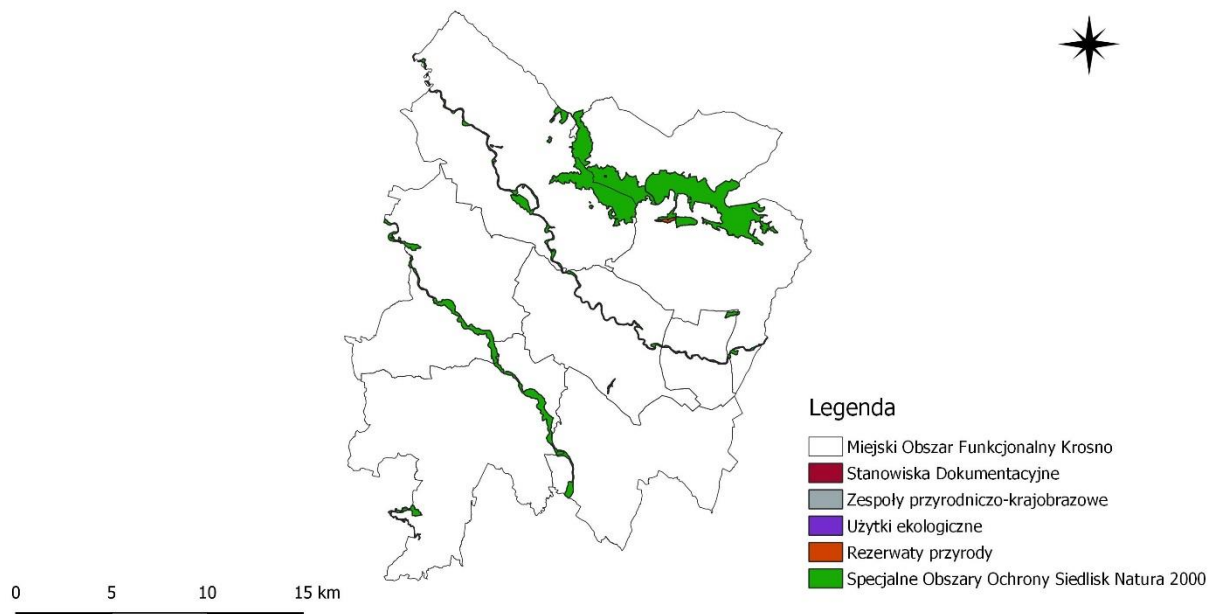 Legenda
Miejski Obszar Funkcjonalny Krosno
Stanowiska Dokumentacyjne
Zespoły przyrodniczo-krajobrazowe
Użytki ekologiczne
Rezerwaty przyrody
Specjalne Obszary Ochrony Siedlisk Natura 2000
0 5 10 15 km